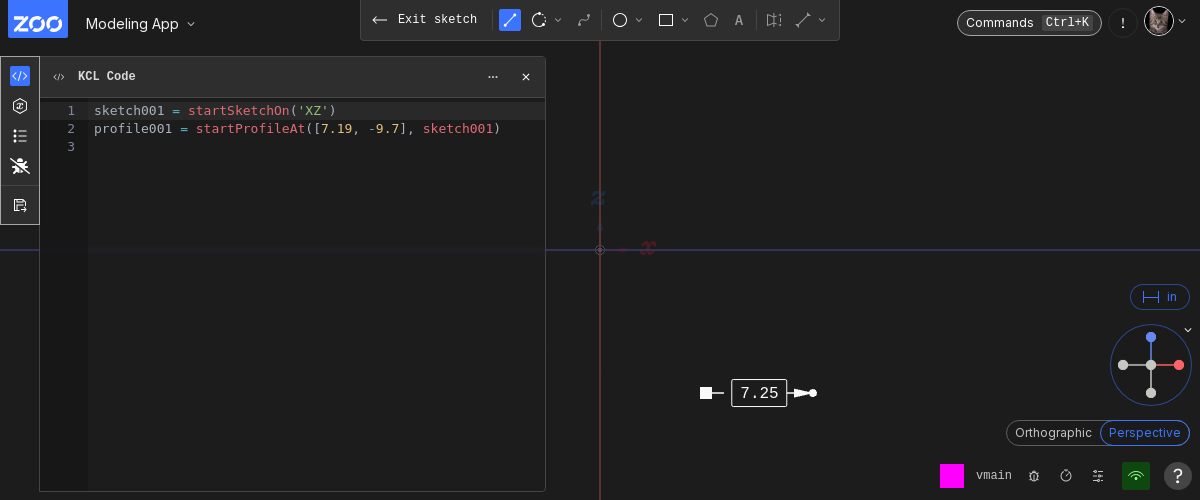 ZOO Modeling App Exit sketch A Commands Ctrl+K !
KCL Code
1 sketch001 = startSketchOn('XZ')
2 profile001 = startProfileAt([7.19, -9.7], sketch001)
3
z
x
in
7.25
Orthographic Perspective
vmain ?